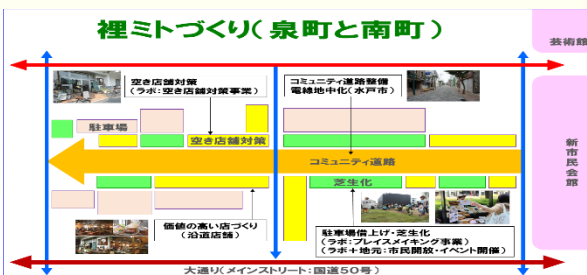 裡ミトづくり(泉町と南町)
芸術館
空き店舗対策
(ラボ:空き店舗対策事業)
コミュニティ道路整備
電線地中化(水戸市)
駐車場
空き店舗対策
コミュニティ道路
新市民会館
芝生化
価値の高い店づくり
(沿道店舗)
駐車場借上げ・芝生化
(ラボ:プレイスメイキング事業)
(ラボ+地元:市民開放・イベント開催)
大通り(メインストリート:国道50号)